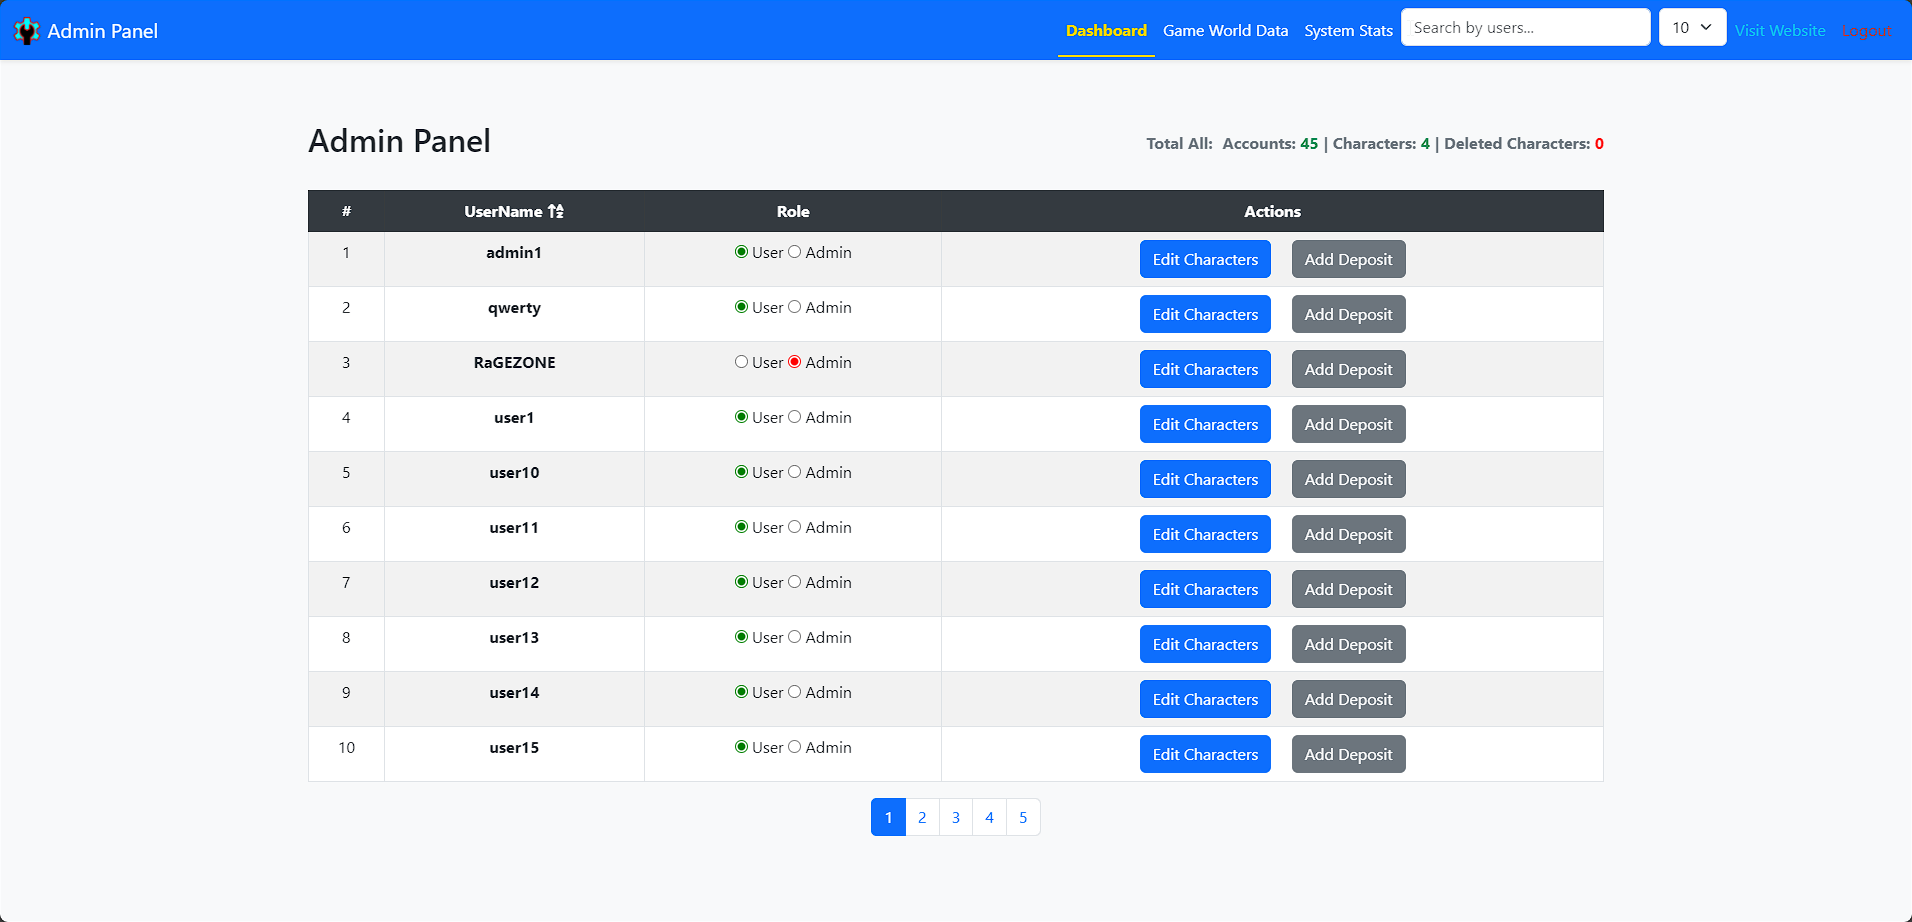 Admin Panel Dashboard Game World Data System Stats Search by users... 10 Visit Website Logout
Admin Panel Total All: Accounts: 45 | Characters: 4 | Deleted Characters: 0
# UserName Role Actions
1 admin1 User Admin Edit Characters Add Deposit
2 qwerty User Admin Edit Characters Add Deposit
3 RaGEZONE User Admin Edit Characters Add Deposit
4 user1 User Admin Edit Characters Add Deposit
5 user10 User Admin Edit Characters Add Deposit
6 user11 User Admin Edit Characters Add Deposit
7 user12 User Admin Edit Characters Add Deposit
8 user13 User Admin Edit Characters Add Deposit
9 user14 User Admin Edit Characters Add Deposit
10 user15 User Admin Edit Characters Add Deposit
1 2 3 4 5